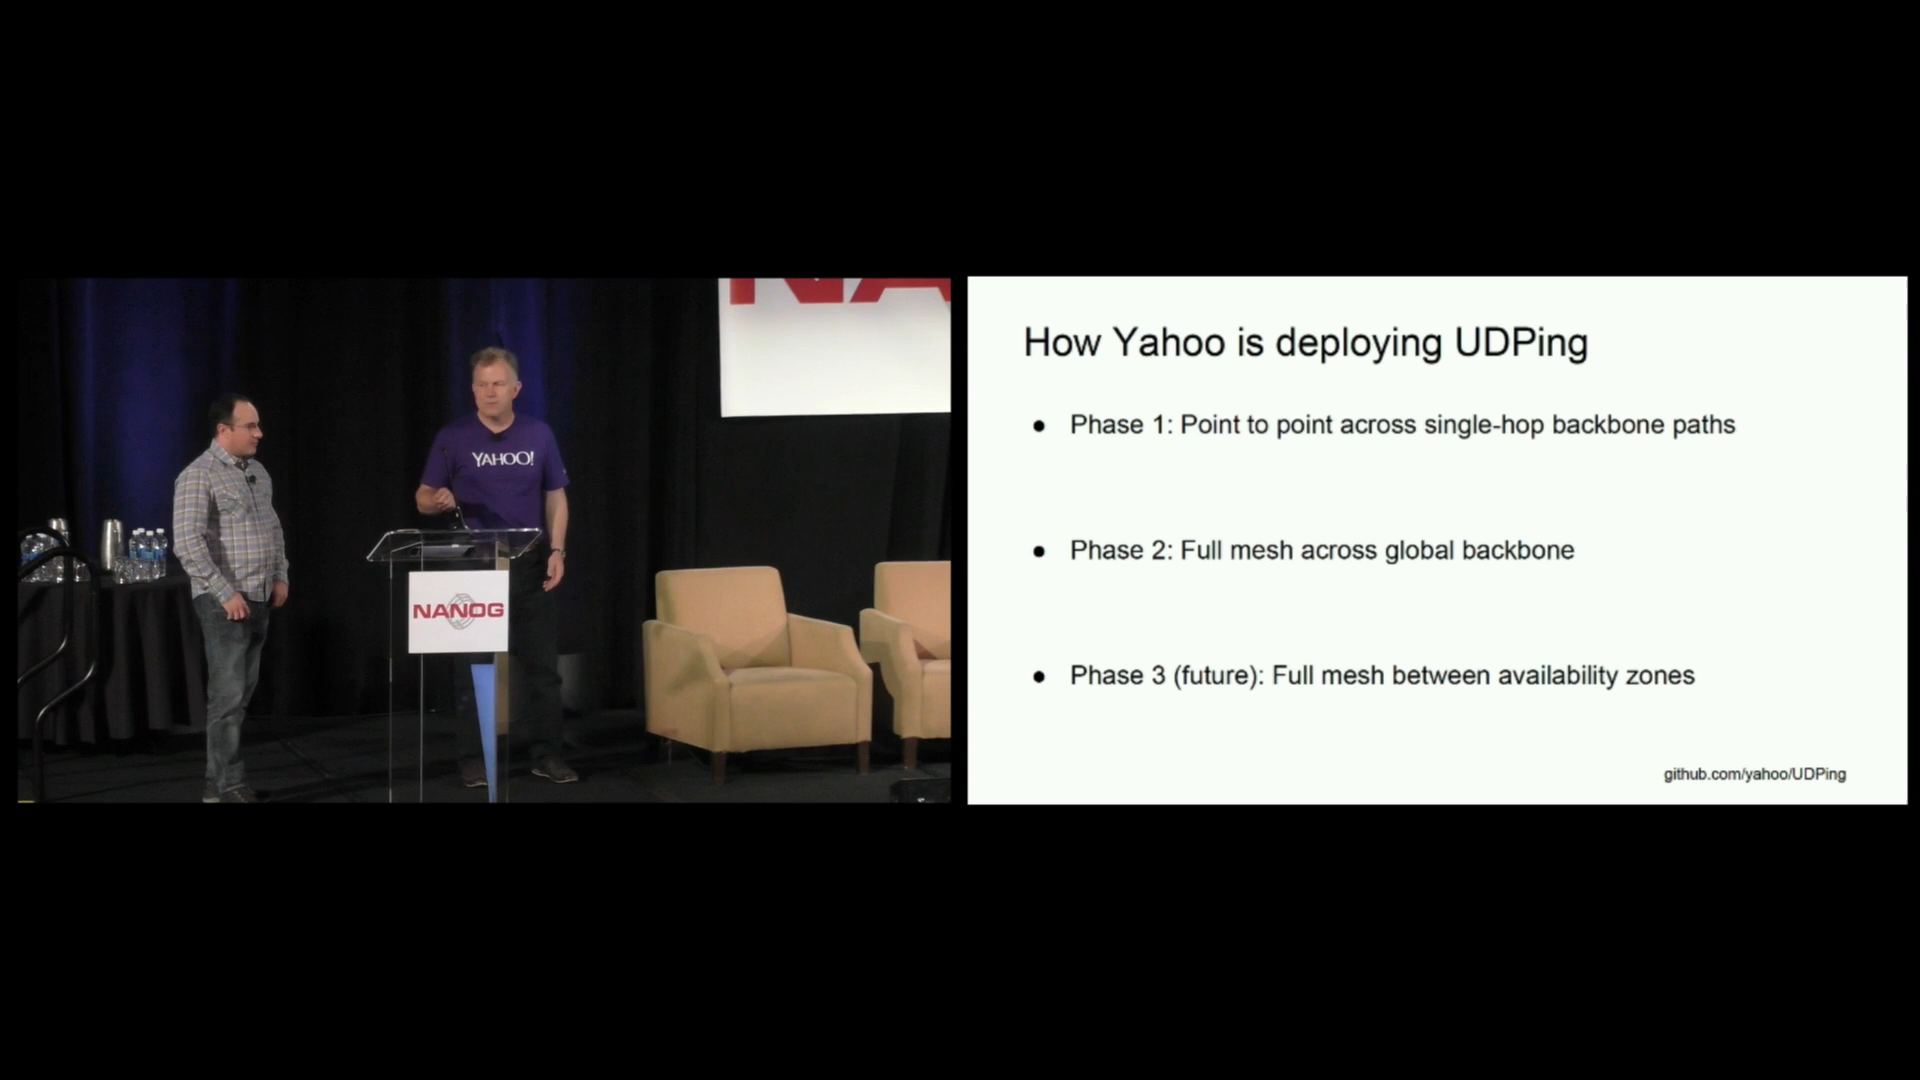 NA
YAHOO!
NANOG
How Yahoo is deploying UDPing
● Phase 1: Point to point across single-hop backbone paths
● Phase 2: Full mesh across global backbone
● Phase 3 (future): Full mesh between availability zones
github.com/yahoo/UDPing